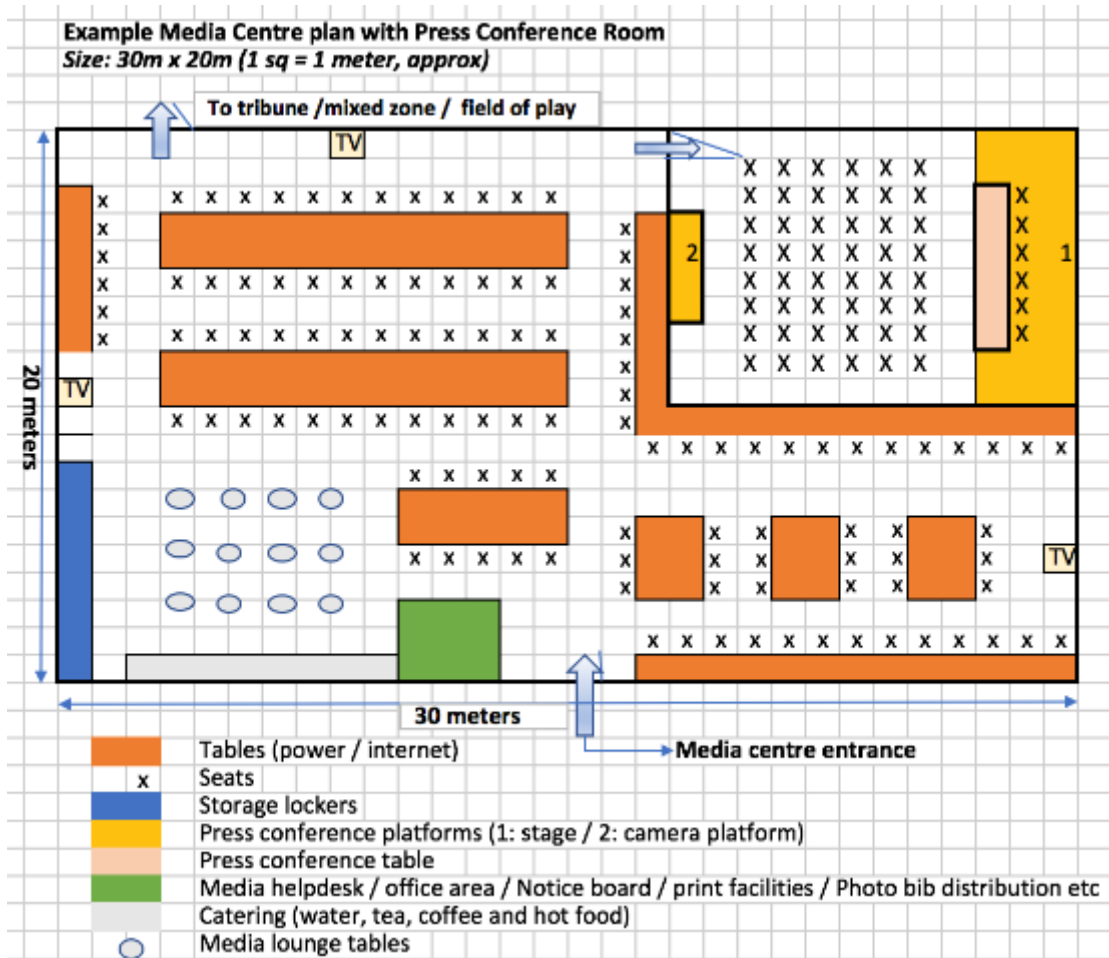 Example Media Centre plan with Press Conference Room
Size: 30m x 20m (1 sq = 1 meter, approx)
To tribune /mixed zone / field of play
TV
X X X X X X
x x x x x x x x x x x x
X X X X X X
x
X
x
X X X X X X
x
2
X X X X X X
X
1
x
X X X X X X
X
x x x x x x x x x x x x
X X X X X X
X
x x x x x x x x x x x x
X X X X X X
X
x
X X X X X X
TV
20 meters
x x x x x x x x x x x x
x
x x x x x x x x x x x x x
x x x x x
x x x x x x
x x x x x
x x x x x x
TV
x x x x x x
x x x x x x x x x x x x x
30 meters
Media centre entrance
Tables (power / internet)
x Seats
Storage lockers
Press conference platforms (1: stage / 2: camera platform)
Press conference table
Media helpdesk / office area / Notice board / print facilities / Photo bib distribution etc
Catering (water, tea, coffee and hot food)
Media lounge tables